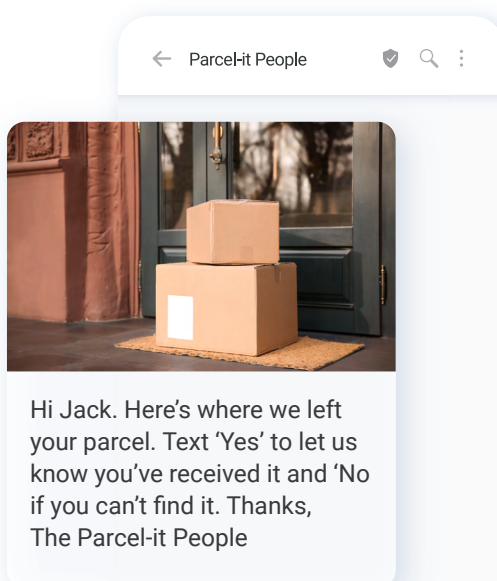 Parcel-it People
Hi Jack. Here’s where we left
your parcel. Text ‘Yes’ to let us
know you’ve received it and ‘No
if you can’t find it. Thanks,
The Parcel-it People